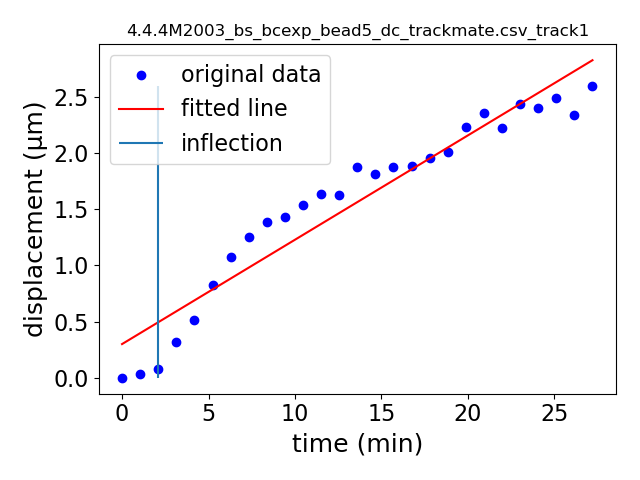 4.4.4M2003_bs_bcexp_bead5_dc_trackmate.csv_track1
original data
fitted line
inflection
2.5
2.0
1.5
1.0
0.5
0.0
displacement (μm)
0 5 10 15 20 25
time (min)